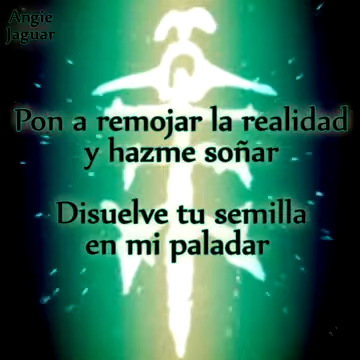 Angie
Jaguar
Pon a remojar la realidad
y hazme soñar
Disuelve tu semilla
en mi paladar